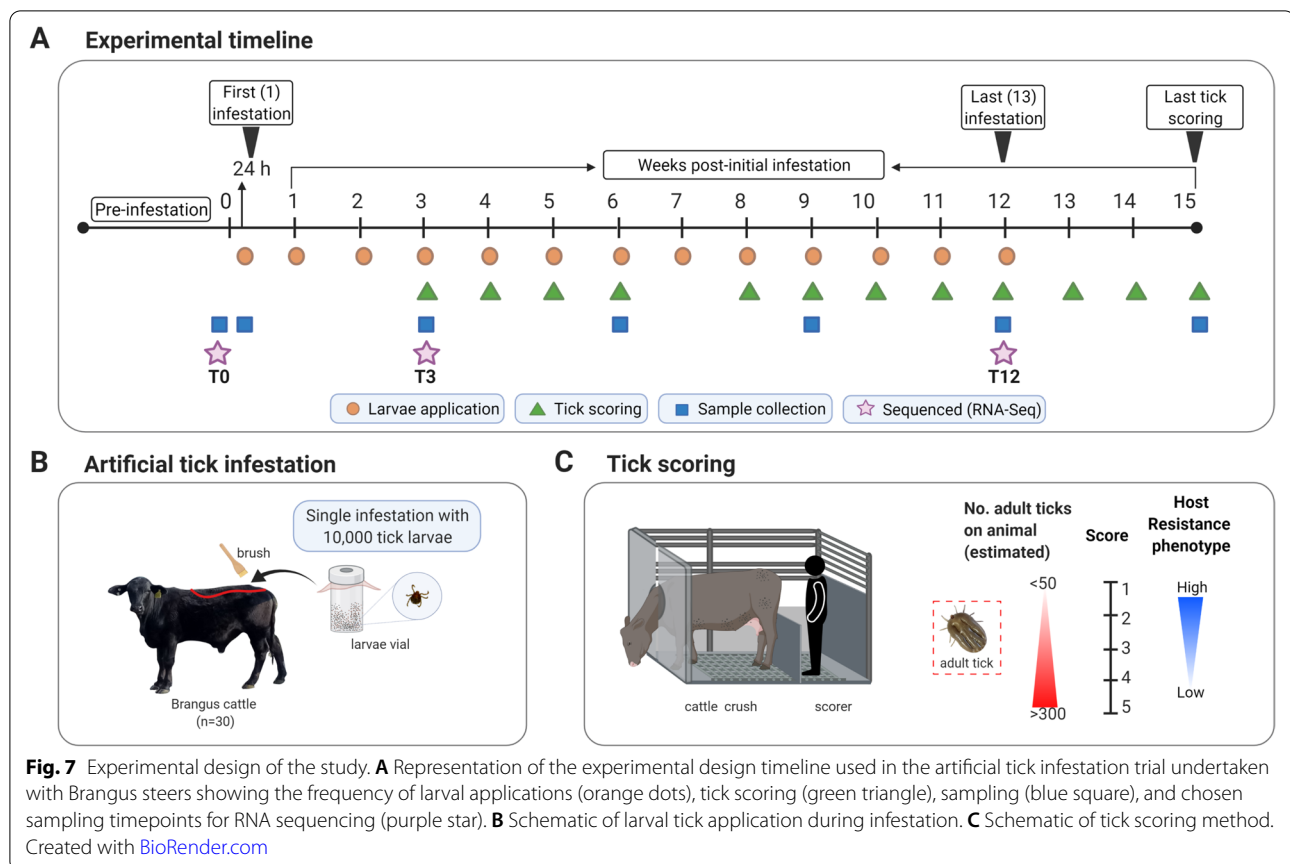 A Experimental timeline
First (1)
infestation
Last (13)
infestation
Last tick
scoring
24 h
Weeks post-initial infestation
Pre-infestation
0 1 2 3 4 5 6 7 8 9 10 11 12 13 14 15
T0 T3 T12
Larvae application Tick scoring Sample collection Sequenced (RNA-Seq)
B Artificial tick infestation
Single infestation with
10,000 tick larvae
brush
larvae vial
Brangus cattle
(n=30)
C Tick scoring
cattle crush scorer
adult tick
No. adult ticks
on animal
(estimated)
<50
>300
Score
1
2
3
4
5
Host
Resistance
phenotype
High
Low
Fig. 7 Experimental design of the study. A Representation of the experimental design timeline used in the artificial tick infestation trial undertaken
with Brangus steers showing the frequency of larval applications (orange dots), tick scoring (green triangle), sampling (blue square), and chosen
sampling timepoints for RNA sequencing (purple star). B Schematic of larval tick application during infestation. C Schematic of tick scoring method.
Created with BioRender.com